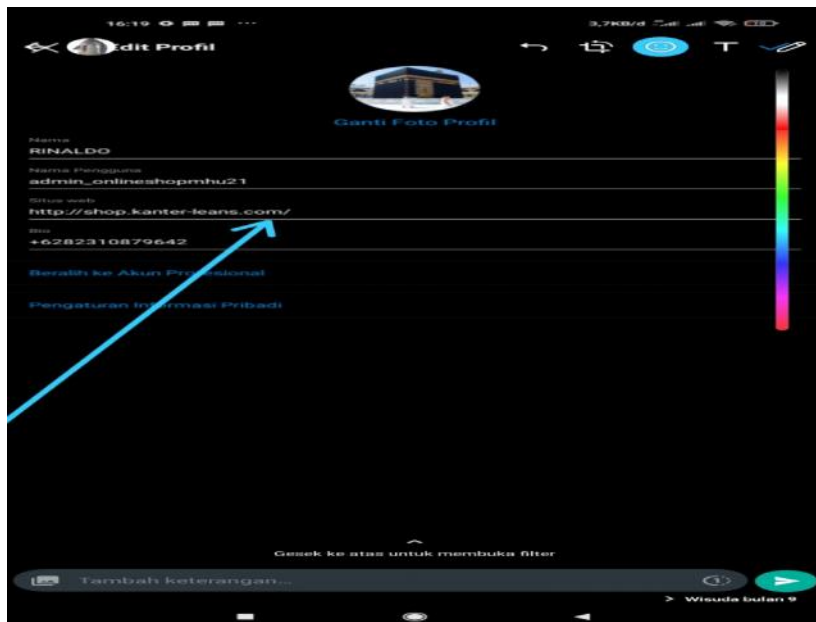 16:19
3,7KB/d
Edit Profil
Ganti Foto Profil
Nama
RINALDO
Nama Pengguna
admin_onlineshopmhu21
Situs web
http://shop.kanter-leans.com/
Bio
+6282310879642
Beralih ke Akun Profesional
Pengaturan Informasi Pribadi
Gesek ke atas untuk membuka filter
Tambah keterangan...
> Wisuda bulan 9